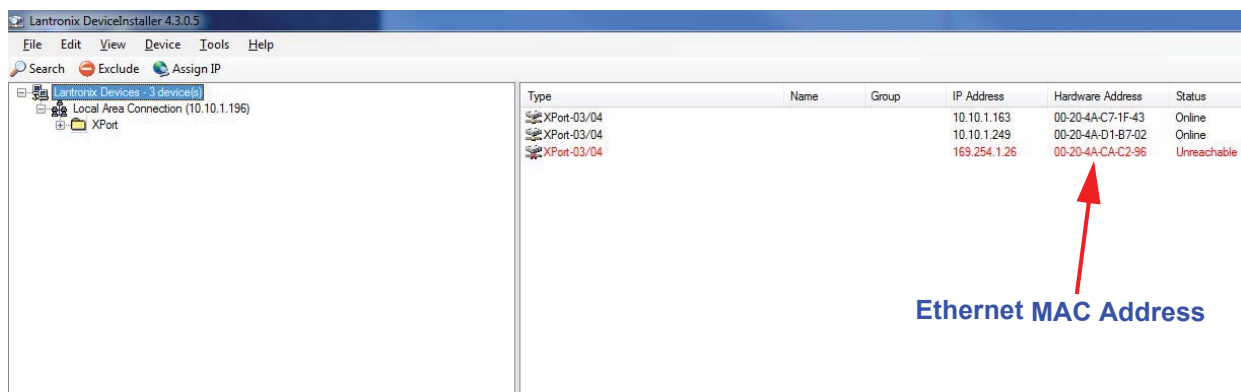 Lantronix DeviceInstaller 4.3.0.5
File Edit View Device Tools Help
Search Exclude Assign IP
Lantronix Devices - 3 device(s)
Local Area Connection (10.10.1.196)
XPort
Type Name Group IP Address Hardware Address Status
XPort-03/04 10.10.1.163 00-20-4A-C7-1F-43 Online
XPort-03/04 10.10.1.249 00-20-4A-D1-B7-02 Online
XPort-03/04 169.254.1.26 00-20-4A-CA-C2-96 Unreachable
Ethernet MAC Address